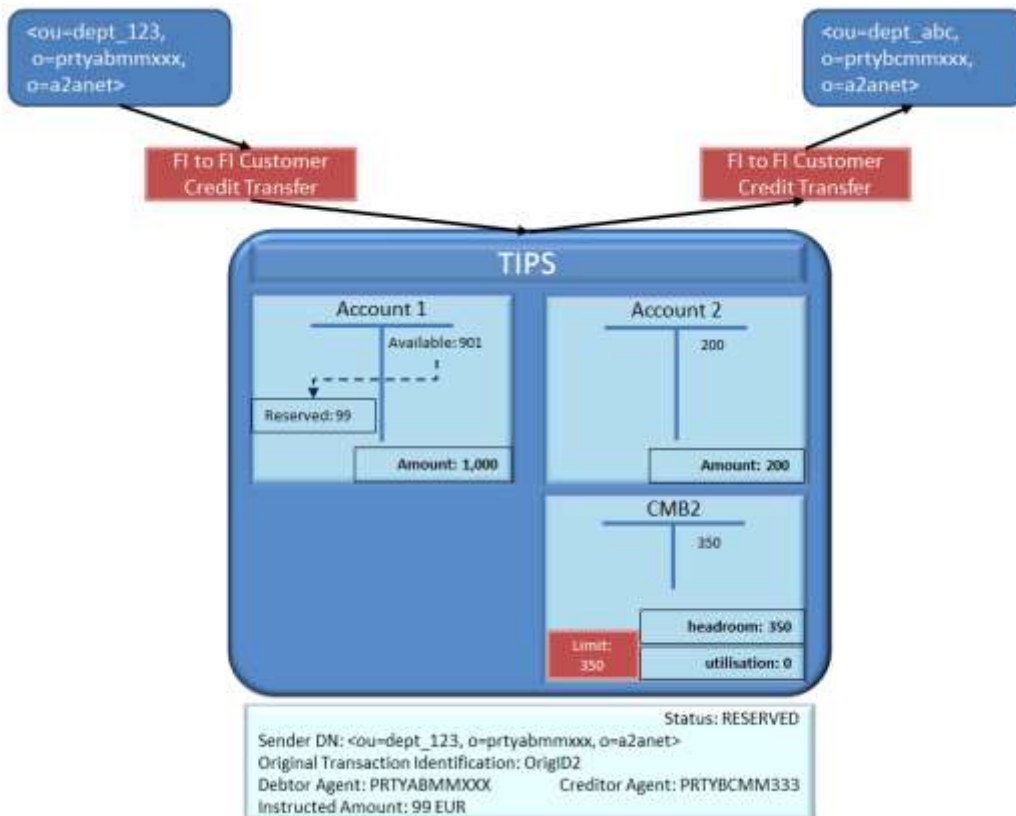 <ou=dept_123,
o=prtyabmmxxx,
o=a2anet>
<ou=dept_abc,
o=prtybcmmxxx,
o=a2anet>
FI to FI Customer
Credit Transfer
FI to FI Customer
Credit Transfer
TIPS
Account 1
Available: 901
Reserved: 99
Amount: 1,000
Account 2
200
Amount: 200
CMB2
350
headroom: 350
Limit:
350
utilisation: 0
Status: RESERVED
Sender DN: <ou=dept_123, o=prtyabmmxxx, o=a2anet>
Original Transaction Identification: OrigID2
Debtor Agent: PRTYABMMXXX Creditor Agent: PRTYBCMM333
Instructed Amount: 99 EUR